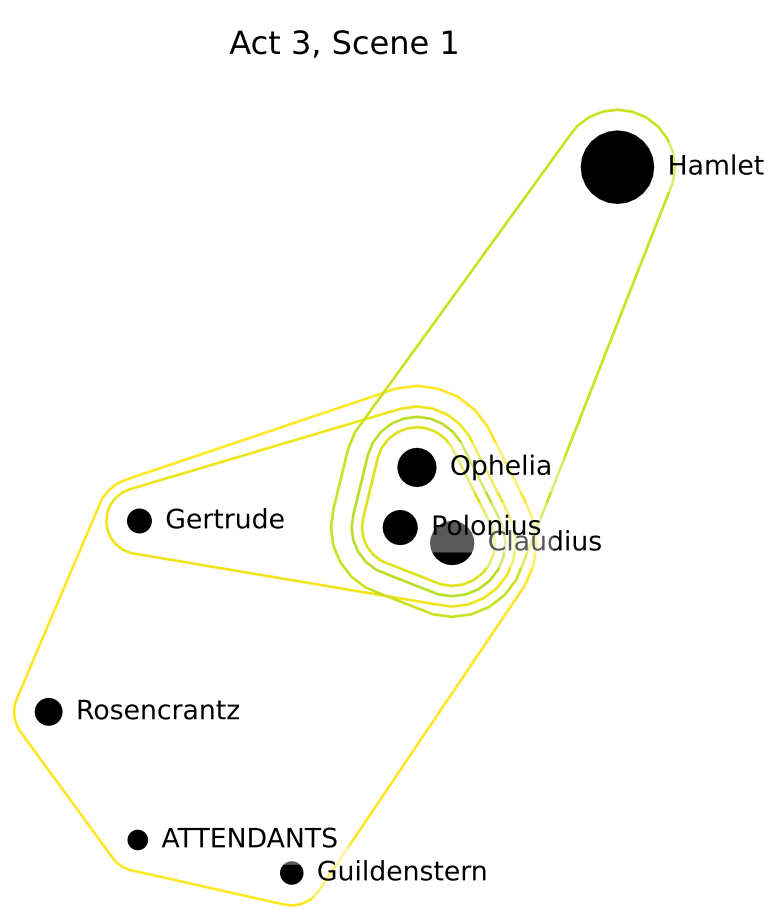 Act 3, Scene 1
Hamlet
Ophelia
Polonius
Claudius
Gertrude
Rosencrantz
ATTENDANTS
Guildenstern